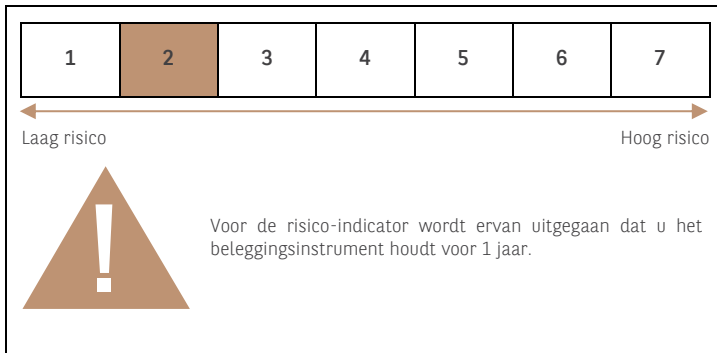 1 2 3 4 5 6 7
Laag risico Hoog risico
!
Voor de risico-indicator wordt ervan uitgegaan dat u het
beleggingsinstrument houdt voor 1 jaar.